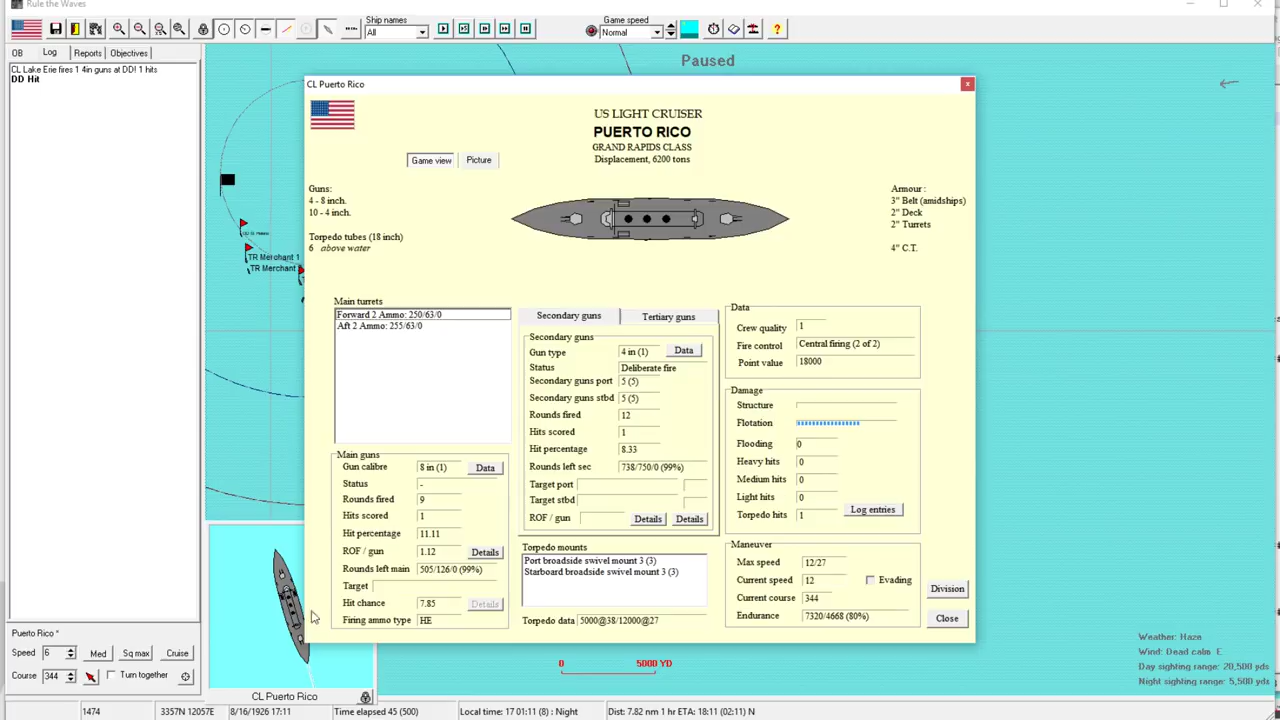 Rule the Waves
Ship names
All
Game speed
Normal
?
OB
Log
Reports
Objectives
CL Lake Erie fires 1 4in guns at DD! 1 hits
DD Hit
Paused
TR Merchant 1
TR Merchant
CL Puerto Rico
x
US LIGHT CRUISER
PUERTO RICO
GRAND RAPIDS CLASS
Displacement, 6200 tons
Game view
Picture
Guns:
4 - 8 inch.
10 - 4 inch.
Torpedo tubes (18 inch)
6 above water
Armour :
3" Belt (amidships)
2" Deck
2" Turrets
4" C.T.
Main turrets
Forward 2 Ammo: 250/63/0
Aft 2 Ammo: 255/63/0
Main guns
Gun calibre 8 in (1) Data
Status -
Rounds fired 9
Hits scored 1
Hit percentage 11.11
ROF / gun 1.12 Details
Rounds left main 505/126/0 (99%)
Target
Hit chance 7.85 Details
Firing ammo type HE
Secondary guns
Tertiary guns
Secondary guns
Gun type 4 in (1) Data
Status Deliberate fire
Secondary guns port 5 (5)
Secondary guns stbd 5 (5)
Rounds fired 12
Hits scored 1
Hit percentage 8.33
Rounds left sec 738/750/0 (99%)
Target port
Target stbd
ROF / gun Details Details
Torpedo mounts
Port broadside swivel mount 3 (3)
Starboard broadside swivel mount 3 (3)
Torpedo data 5000@38/12000@27
Data
Crew quality 1
Fire control Central firing (2 of 2)
Point value 18000
Damage
Structure
Flotation
Flooding 0
Heavy hits 0
Medium hits 0
Light hits 0
Torpedo hits 1
Log entries
Maneuver
Max speed 12/27
Current speed 12
Evading
Current course 344
Endurance 7320/4668 (80%)
Division
Close
Puerto Rico *
Speed 6 Med Sq max Cruise
Course 344 Turn together
CL Puerto Rico
0 5000 YD
Weather: Haze
Wind: Dead calm E
Day sighting range: 20,500 yds
Night sighting range: 5,500 yds
1474
3357N 12057E
8/16/1926 17:11
Time elapsed 45 (500)
Local time: 17 01:11 (8) : Night
Dist: 7.82 nm 1 hr ETA: 18:11 (02:11) N